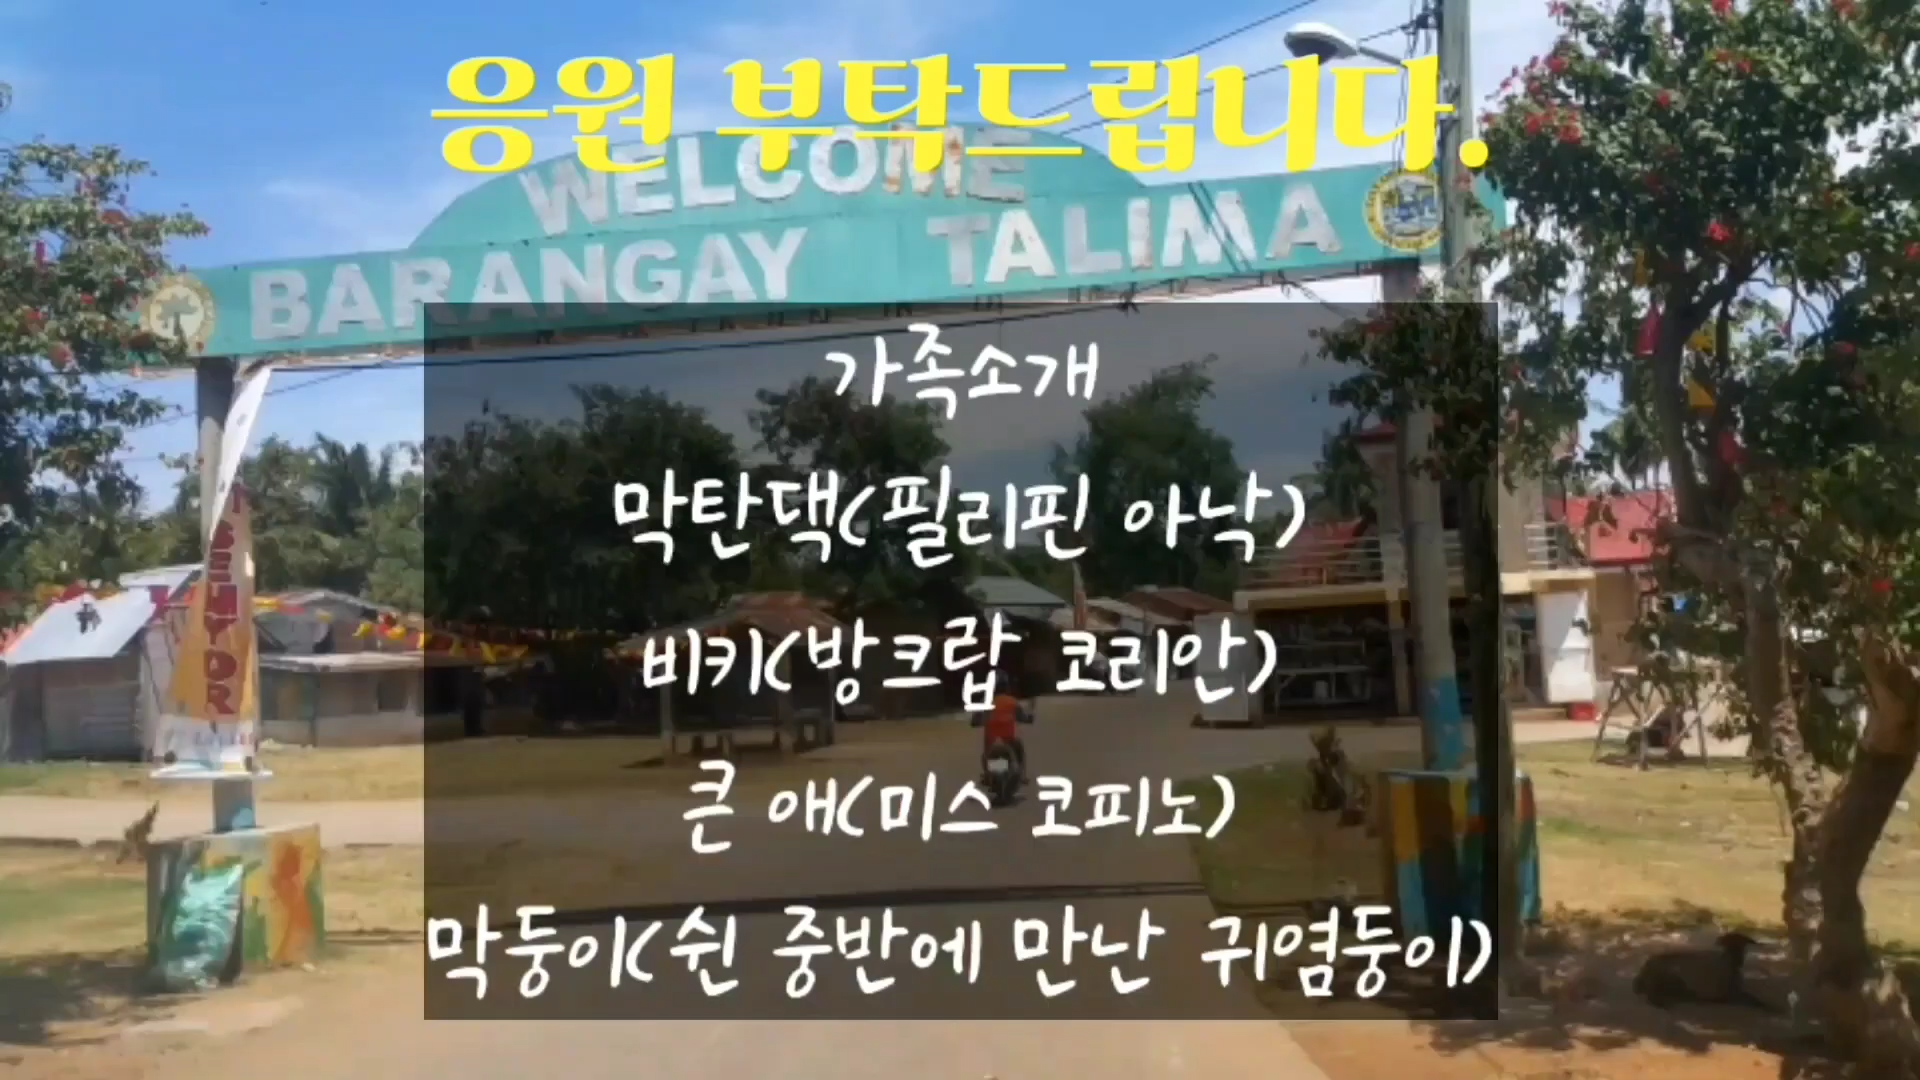 응원 부탁드립니다.
WELCOME
BARANGAY TALIMA
가족소개
막탄댁(필리핀 아낙)
비키(방크랍 코리안)
큰 애(미스 코피노)
막둥이(쉰 중반에 만난 귀염둥이)